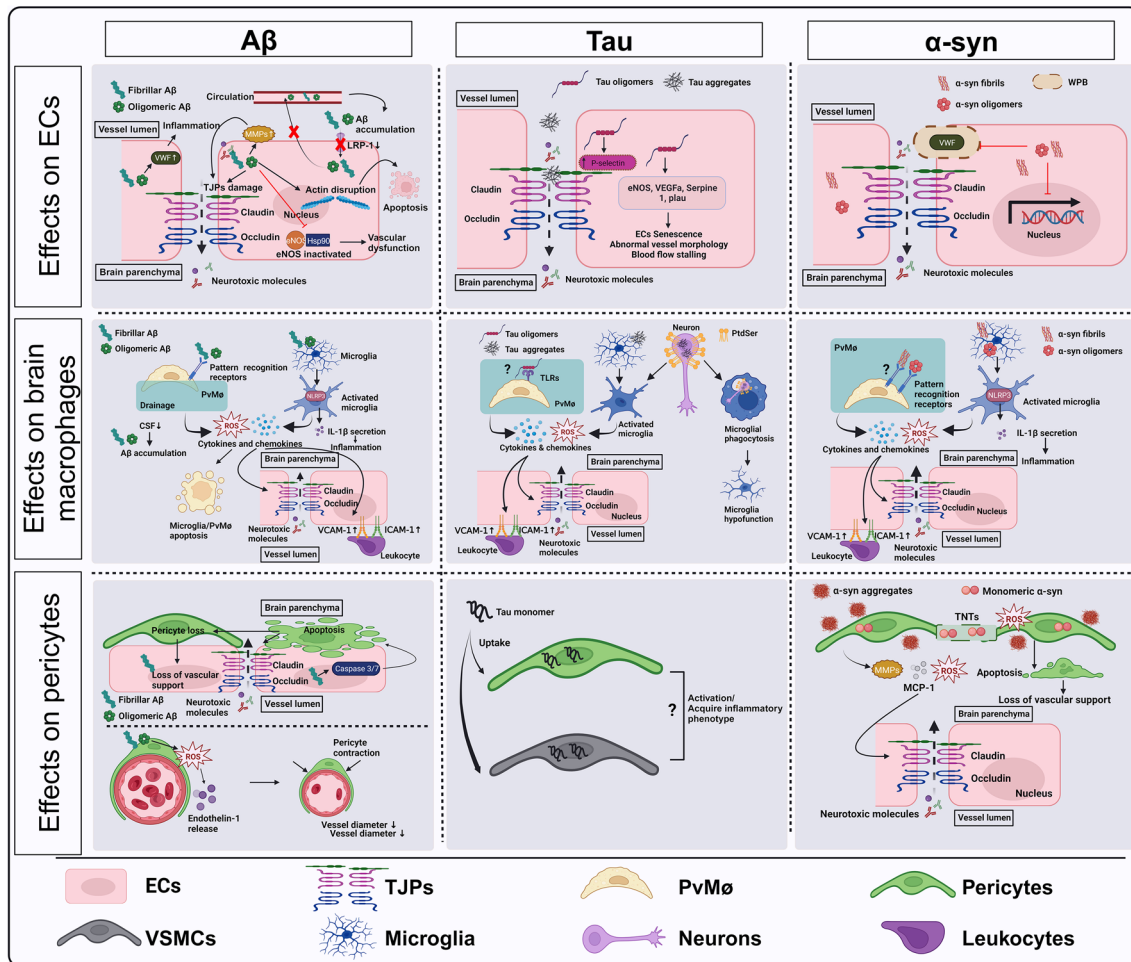 Aβ
Tau
α-syn
Effects on ECs
Fibrillar Aβ
Oligomeric Aβ
Circulation
Aβ
accumulation
LRP-1↓
Vessel lumen
Inflammation
MMPs↑
VWF↑
TJPs damage
Actin disruption
Apoptosis
Claudin
Nucleus
Occludin
eNOS
Hsp90
Vascular
dysfunction
eNOS inactivated
Brain parenchyma
Neurotoxic molecules
Tau oligomers
Tau aggregates
Vessel lumen
↑
P-selectin
Claudin
Occludin
eNOS, VEGFa, Serpine
1, plau
ECs Senescence
Abnormal vessel morphology
Blood flow stalling
Brain parenchyma
Neurotoxic molecules
α-syn fibrils
α-syn oligomers
WPB
Vessel lumen
VWF
Claudin
Occludin
Nucleus
Brain parenchyma
Neurotoxic molecules
Effects on brain
macrophages
Fibrillar Aβ
Oligomeric Aβ
Microglia
Pattern recognition
receptors
PvMø
Drainage
NLRP3
Activated
microglia
CSF↓
Aβ accumulation
ROS
Cytokines and chemokines
IL-1β secretion
Inflammation
Brain parenchyma
Microglia/PvMø
apoptosis
Claudin
Occludin
Neurotoxic
molecules
VCAM-1↑
ICAM-1↑
Vessel lumen
Leukocyte
Tau oligomers
Tau aggregates
Neuron
PtdSer
?
TLRs
PvMø
Activated
microglia
ROS
Cytokines & chemokines
Microglial
phagocytosis
Microglia
hypofunction
Brain parenchyma
Claudin
Occludin
Nucleus
VCAM-1↑
ICAM-1↑
Leukocyte
Neurotoxic
molecules
Vessel lumen
α-syn fibrils
α-syn oligomers
PvMø
?
Pattern
recognition
receptors
NLRP3
Activated microglia
ROS
Cytokines and chemokines
IL-1β secretion
Inflammation
Brain parenchyma
Claudin
Occludin
Nucleus
VCAM-1↑
ICAM-1↑
Leukocyte
Neurotoxic
molecules
Vessel lumen
Effects on pericytes
Brain parenchyma
Pericyte loss
Apoptosis
Loss of vascular
support
Claudin
Occludin
Caspase 3/7
Fibrillar Aβ
Oligomeric Aβ
Neurotoxic
molecules
Vessel lumen
ROS
Endothelin-1
release
Pericyte
contraction
Vessel diameter ↓
Vessel diameter ↓
Tau monomer
Uptake
?
Activation/
Acquire inflammatory
phenotype
α-syn aggregates
Monomeric α-syn
TNTs
ROS
MMPs
ROS
MCP-1
Apoptosis
Loss of vascular support
Brain parenchyma
Claudin
Occludin
Nucleus
Neurotoxic molecules
Vessel lumen
ECs
TJPs
PvMø
Pericytes
VSMCs
Microglia
Neurons
Leukocytes